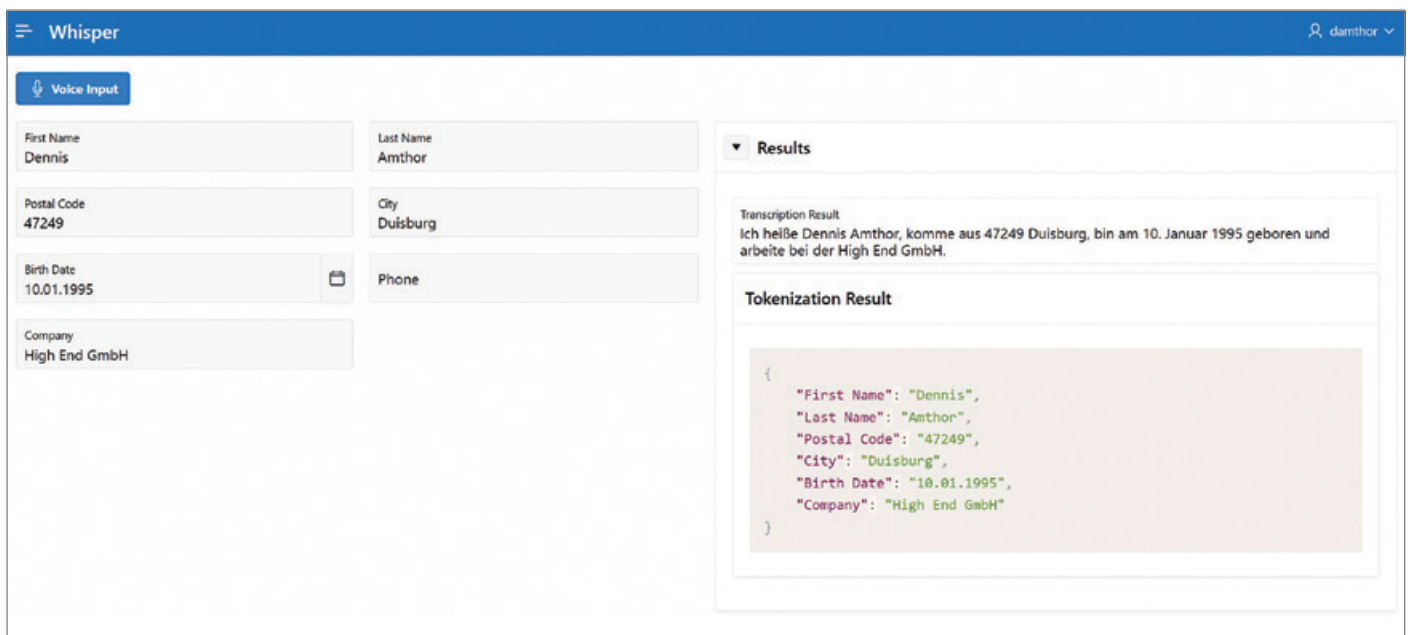 Whisper
damthor
Voice Input
First Name
Dennis
Last Name
Amthor
Postal Code
47249
City
Duisburg
Birth Date
10.01.1995
Phone
Company
High End GmbH
Results
Transcription Result
Ich heiße Dennis Amthor, komme aus 47249 Duisburg, bin am 10. Januar 1995 geboren und
arbeite bei der High End GmbH.
Tokenization Result
{
"First Name": "Dennis",
"Last Name": "Amthor",
"Postal Code": "47249",
"City": "Duisburg",
"Birth Date": "10.01.1995",
"Company": "High End GmbH"
}